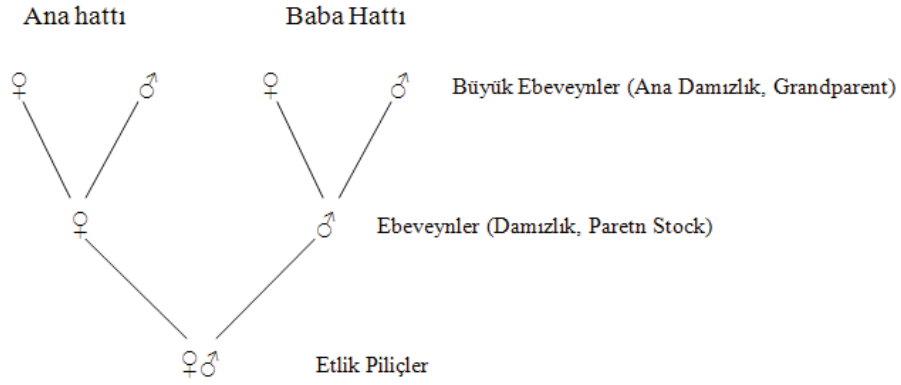 Ana hattı Baba Hattı
♀ ♂ ♀ ♂ Büyük Ebeveynler (Ana Damızlık, Grandparent)
♀ ♂ Ebeveynler (Damızlık, Paretn Stock)
♀♂ Etlik Piliçler